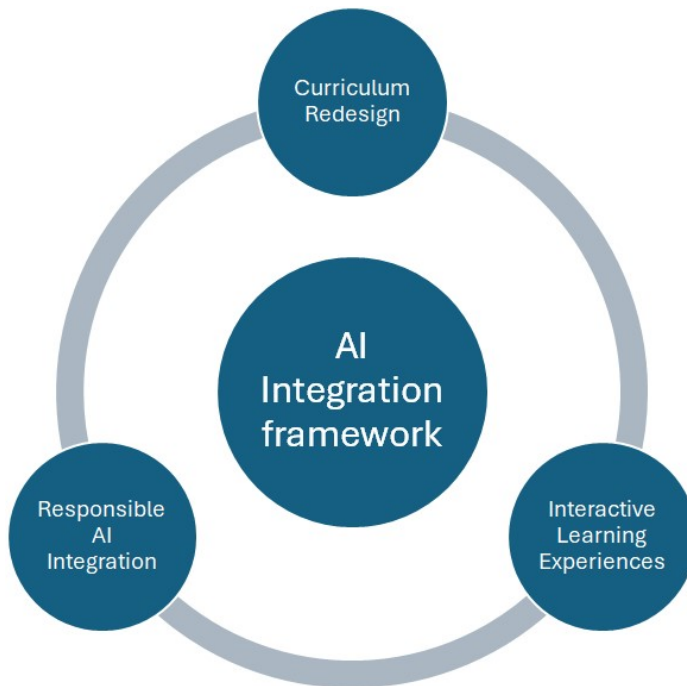 Curriculum
Redesign
AI
Integration
framework
Responsible
AI
Integration
Interactive
Learning
Experiences